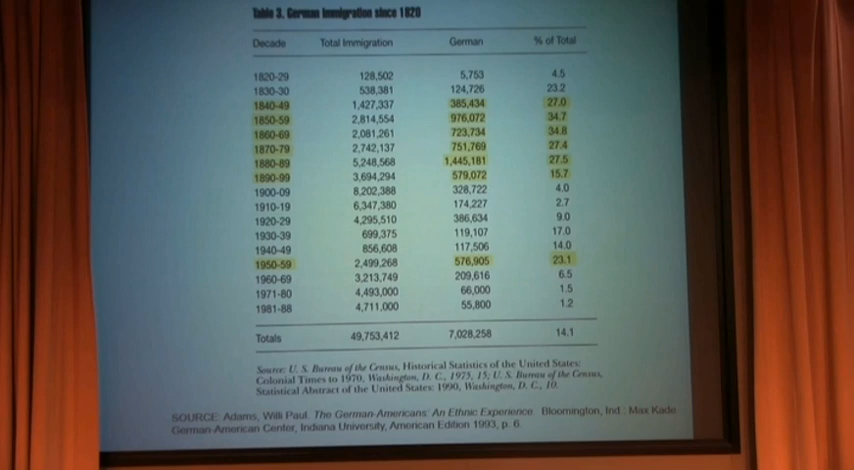 Table 3. German Immigration since 1820
Decade Total Immigration German % of Total
1820-29 128,502 5,753 4.5
1830-30 538,381 124,726 23.2
1840-49 1,427,337 385,434 27.0
1850-59 2,814,554 976,072 34.7
1860-69 2,081,261 723,734 34.8
1870-79 2,742,137 751,769 27.4
1880-89 5,248,568 1,445,181 27.5
1890-99 3,694,294 579,072 15.7
1900-09 8,202,388 328,722 4.0
1910-19 6,347,380 174,227 2.7
1920-29 4,295,510 386,634 9.0
1930-39 699,375 119,107 17.0
1940-49 856,608 117,506 14.0
1950-59 2,499,268 576,905 23.1
1960-69 3,213,749 209,616 6.5
1971-80 4,493,000 66,000 1.5
1981-88 4,711,000 55,800 1.2
Totals 49,753,412 7,028,258 14.1
Source: U. S. Bureau of the Census, Historical Statistics of the United States:
Colonial Times to 1970, Washington, D. C., 1975, 15; U. S. Bureau of the Census,
Statistical Abstract of the United States: 1990, Washington, D. C., 10.
SOURCE: Adams, Willi Paul. The German-Americans: An Ethnic Experience. Bloomington, Ind.: Max Kade
German-American Center, Indiana University, American Edition 1993, p. 6.